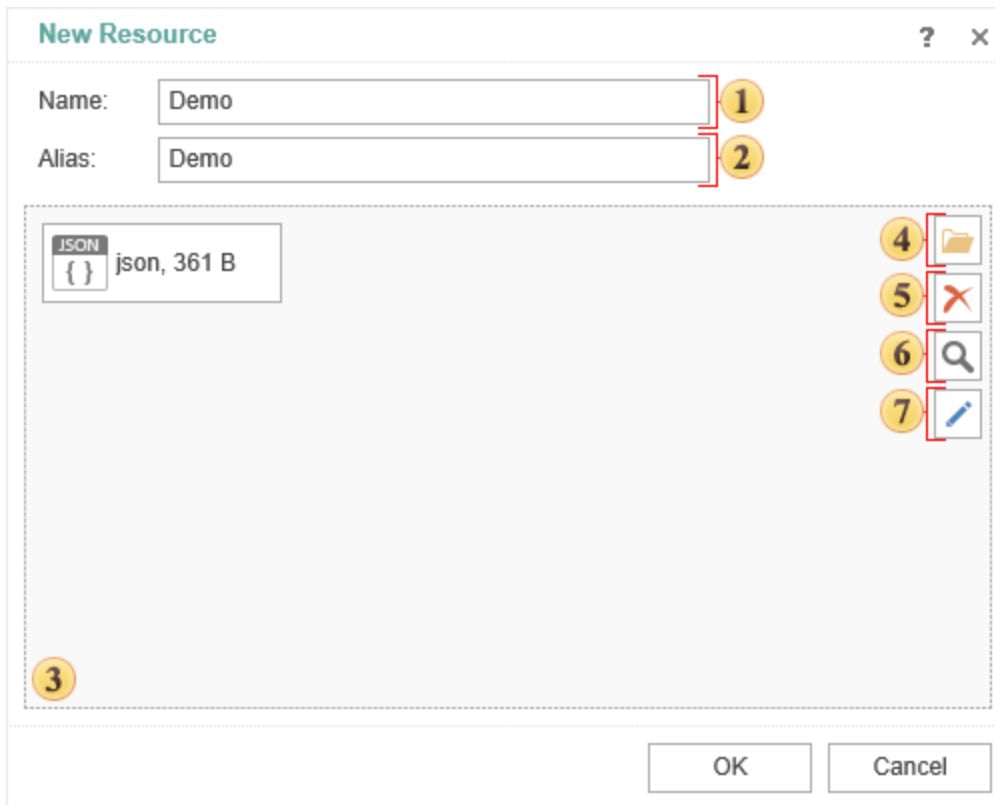 New Resource ? ×
Name: Demo 1
Alias: Demo 2
4
JSON
{ } json, 361 B
5
6
7
3
OK Cancel